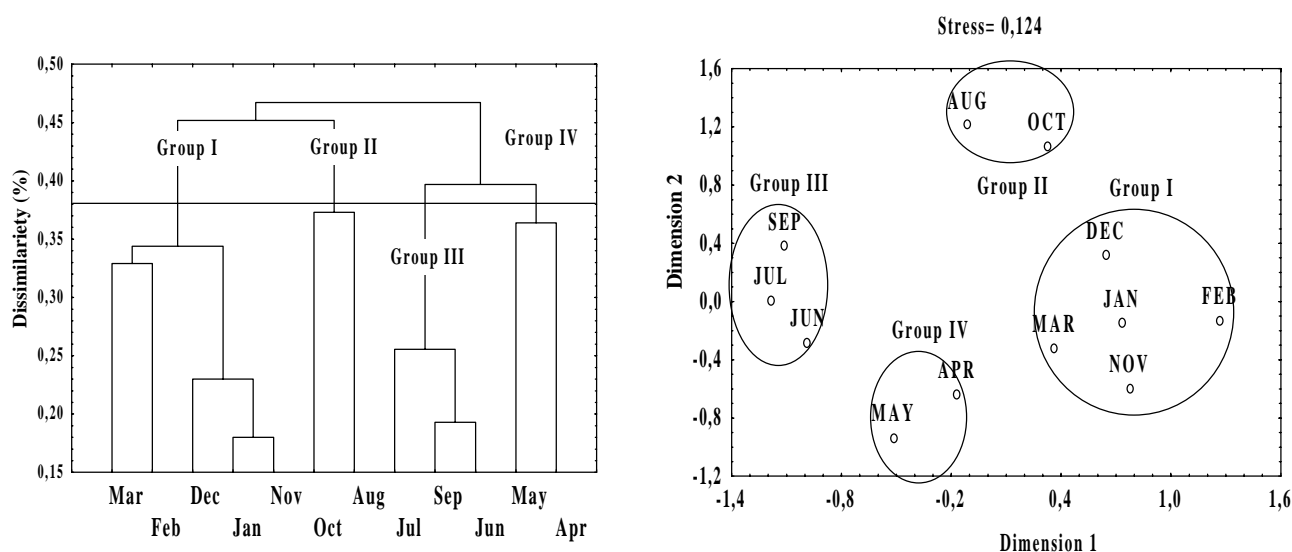 0,50
0,45
0,40
0,35
0,30
0,25
0,20
0,15
Dissimilariety (%)
Group I
Group II
Group IV
Group III
Mar
Dec
Nov
Aug
Sep
May
Feb
Jan
Oct
Jul
Jun
Apr
Stress= 0,124
1,6
1,2
0,8
0,4
0,0
-0,4
-0,8
-1,2
Dimension 2
AUG
OCT
Group III
Group II
Group I
SEP
DEC
JUL
JAN
FEB
JUN
MAR
Group IV
NOV
APR
MAY
-1,4
-0,8
-0,2
0,4
1,0
1,6
Dimension 1